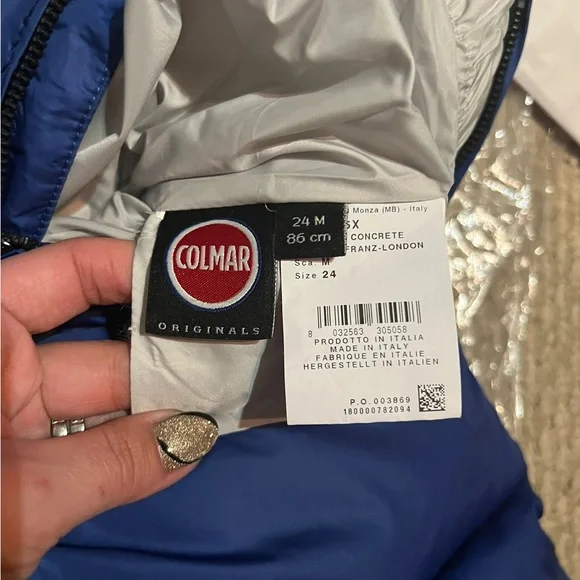 COLMAR
ORIGINALS
24 M
86 cm
Monza (MB) - Italy
CONCRETE
FRANZ-LONDON
Sca. M
Size 24
8 032563 305058
PRODOTTO IN ITALIA
MADE IN ITALY
FABRIQUE EN ITALIE
HERGESTELLT IN ITALIEN
P.O. 003869
180000782094